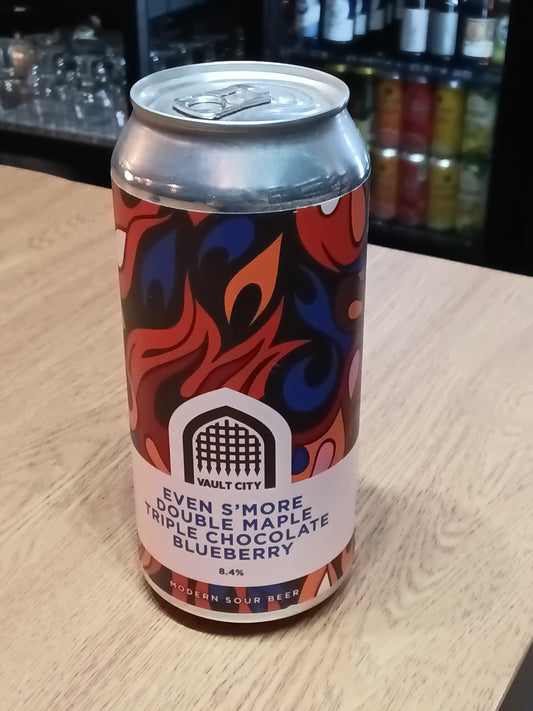 VAULT CITY
EVEN S'MORE
DOUBLE MAPLE
TRIPLE CHOCOLATE
BLUEBERRY
8.4%
MODERN SOUR BEER